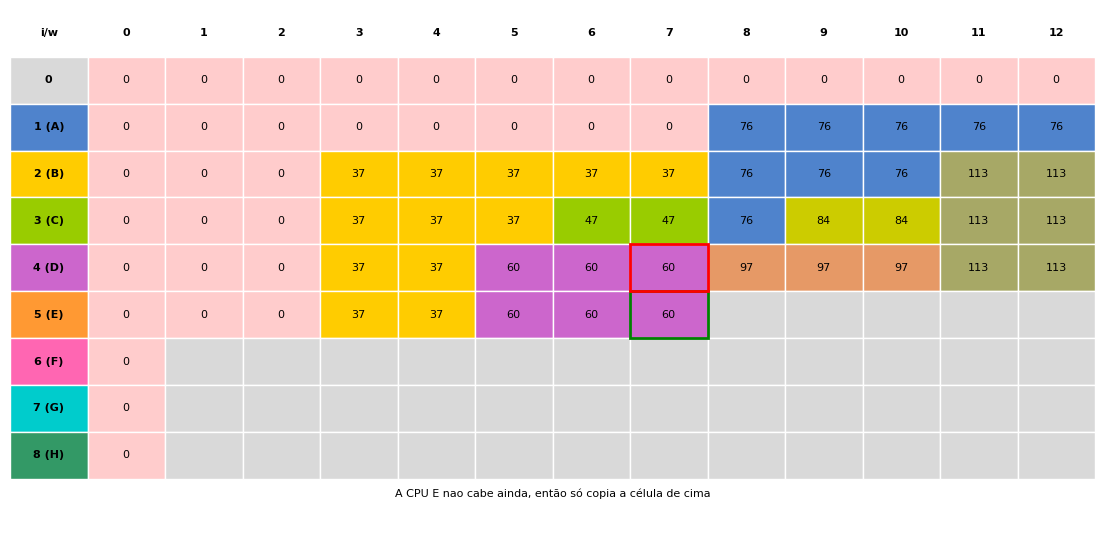 i/w 0 1 2 3 4 5 6 7 8 9 10 11 12
0 0 0 0 0 0 0 0 0 0 0 0 0 0
1 (A) 0 0 0 0 0 0 0 0 76 76 76 76 76
2 (B) 0 0 0 37 37 37 37 37 76 76 76 113 113
3 (C) 0 0 0 37 37 37 47 47 76 84 84 113 113
4 (D) 0 0 0 37 37 60 60 60 97 97 97 113 113
5 (E) 0 0 0 37 37 60 60 60
6 (F) 0
7 (G) 0
8 (H) 0
A CPU E nao cabe ainda, então só copia a célula de cima